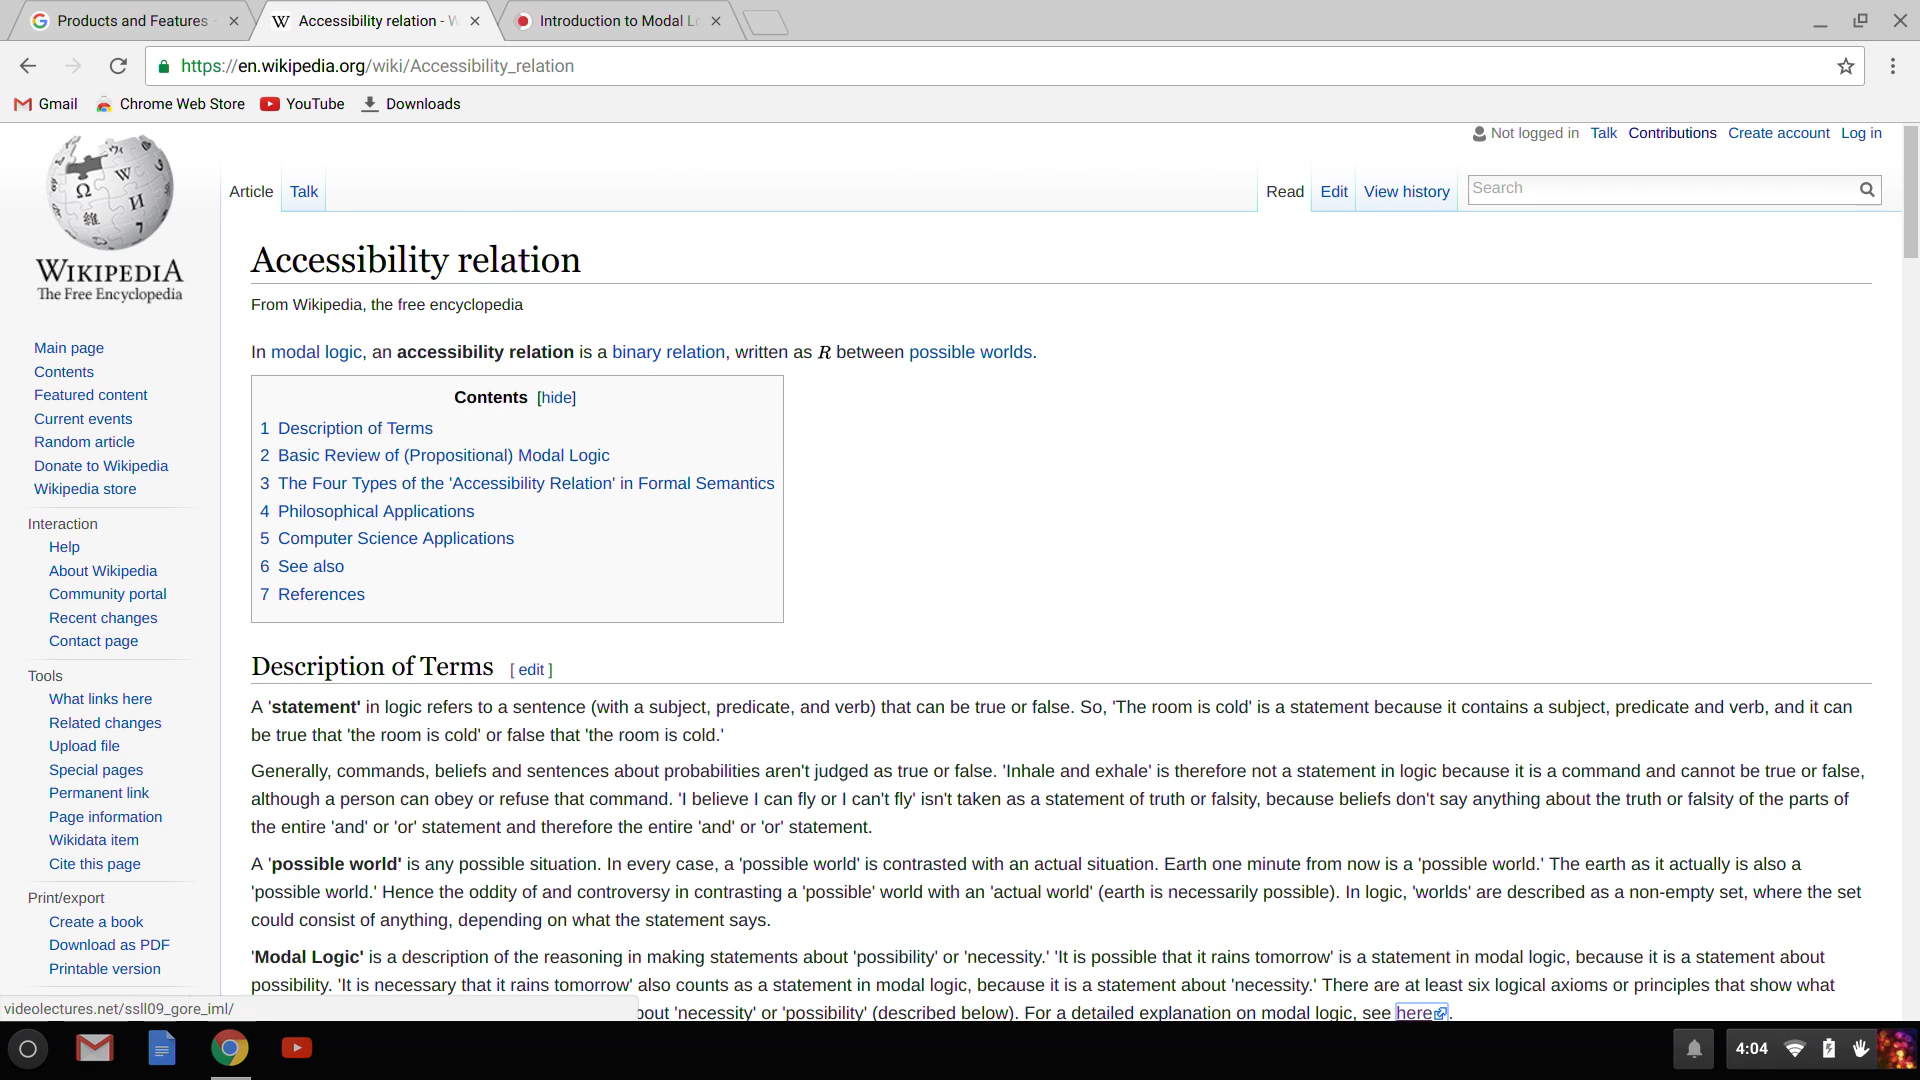 Products and Features -
Accessibility relation - W
Introduction to Modal Lo
https://en.wikipedia.org/wiki/Accessibility_relation
Gmail Chrome Web Store YouTube Downloads
Not logged in Talk Contributions Create account Log in
Article Talk Read Edit View history Search
WIKIPEDIA
The Free Encyclopedia
Main page
Contents
Featured content
Current events
Random article
Donate to Wikipedia
Wikipedia store
Interaction
Help
About Wikipedia
Community portal
Recent changes
Contact page
Tools
What links here
Related changes
Upload file
Special pages
Permanent link
Page information
Wikidata item
Cite this page
Print/export
Create a book
Download as PDF
Printable version
Accessibility relation
From Wikipedia, the free encyclopedia
In modal logic, an accessibility relation is a binary relation, written as R between possible worlds.
Contents [hide]
1 Description of Terms
2 Basic Review of (Propositional) Modal Logic
3 The Four Types of the 'Accessibility Relation' in Formal Semantics
4 Philosophical Applications
5 Computer Science Applications
6 See also
7 References
Description of Terms [ edit ]
A 'statement' in logic refers to a sentence (with a subject, predicate, and verb) that can be true or false. So, 'The room is cold' is a statement because it contains a subject, predicate and verb, and it can
be true that 'the room is cold' or false that 'the room is cold.'
Generally, commands, beliefs and sentences about probabilities aren't judged as true or false. 'Inhale and exhale' is therefore not a statement in logic because it is a command and cannot be true or false,
although a person can obey or refuse that command. 'I believe I can fly or I can't fly' isn't taken as a statement of truth or falsity, because beliefs don't say anything about the truth or falsity of the parts of
the entire 'and' or 'or' statement and therefore the entire 'and' or 'or' statement.
A 'possible world' is any possible situation. In every case, a 'possible world' is contrasted with an actual situation. Earth one minute from now is a 'possible world.' The earth as it actually is also a
'possible world.' Hence the oddity of and controversy in contrasting a 'possible' world with an 'actual world' (earth is necessarily possible). In logic, 'worlds' are described as a non-empty set, where the set
could consist of anything, depending on what the statement says.
'Modal Logic' is a description of the reasoning in making statements about 'possibility' or 'necessity.' 'It is possible that it rains tomorrow' is a statement in modal logic, because it is a statement about
possibility. 'It is necessary that it rains tomorrow' also counts as a statement in modal logic, because it is a statement about 'necessity.' There are at least six logical axioms or principles that show what
bout 'necessity' or 'possibility' (described below). For a detailed explanation on modal logic, see here.
videolectures.net/ssll09_gore_iml/
4:04